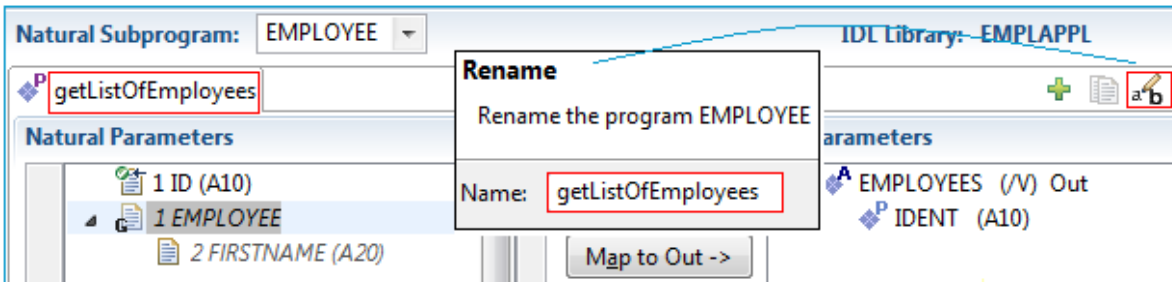 Natural Subprogram: EMPLOYEE IDL Library: EMPLAPPL
getListOfEmployees
Rename
Rename the program EMPLOYEE
Name: getListOfEmployees
Natural Parameters
arameters
1 ID (A10)
1 EMPLOYEE
2 FIRSTNAME (A20)
Map to Out ->
EMPLOYEES (/V) Out
IDENT (A10)